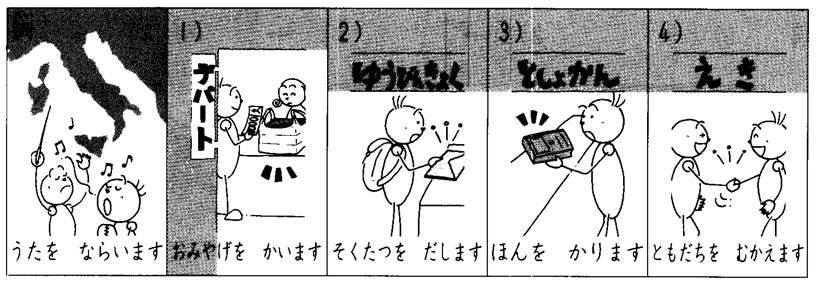 1)
デパート
￥1000
おみやげを かいます
2)
ゆうびんきょく
そくたつを だします
3)
としょかん
ほんを かります
4)
えき
ともだちを むかえます
うたを ならいます